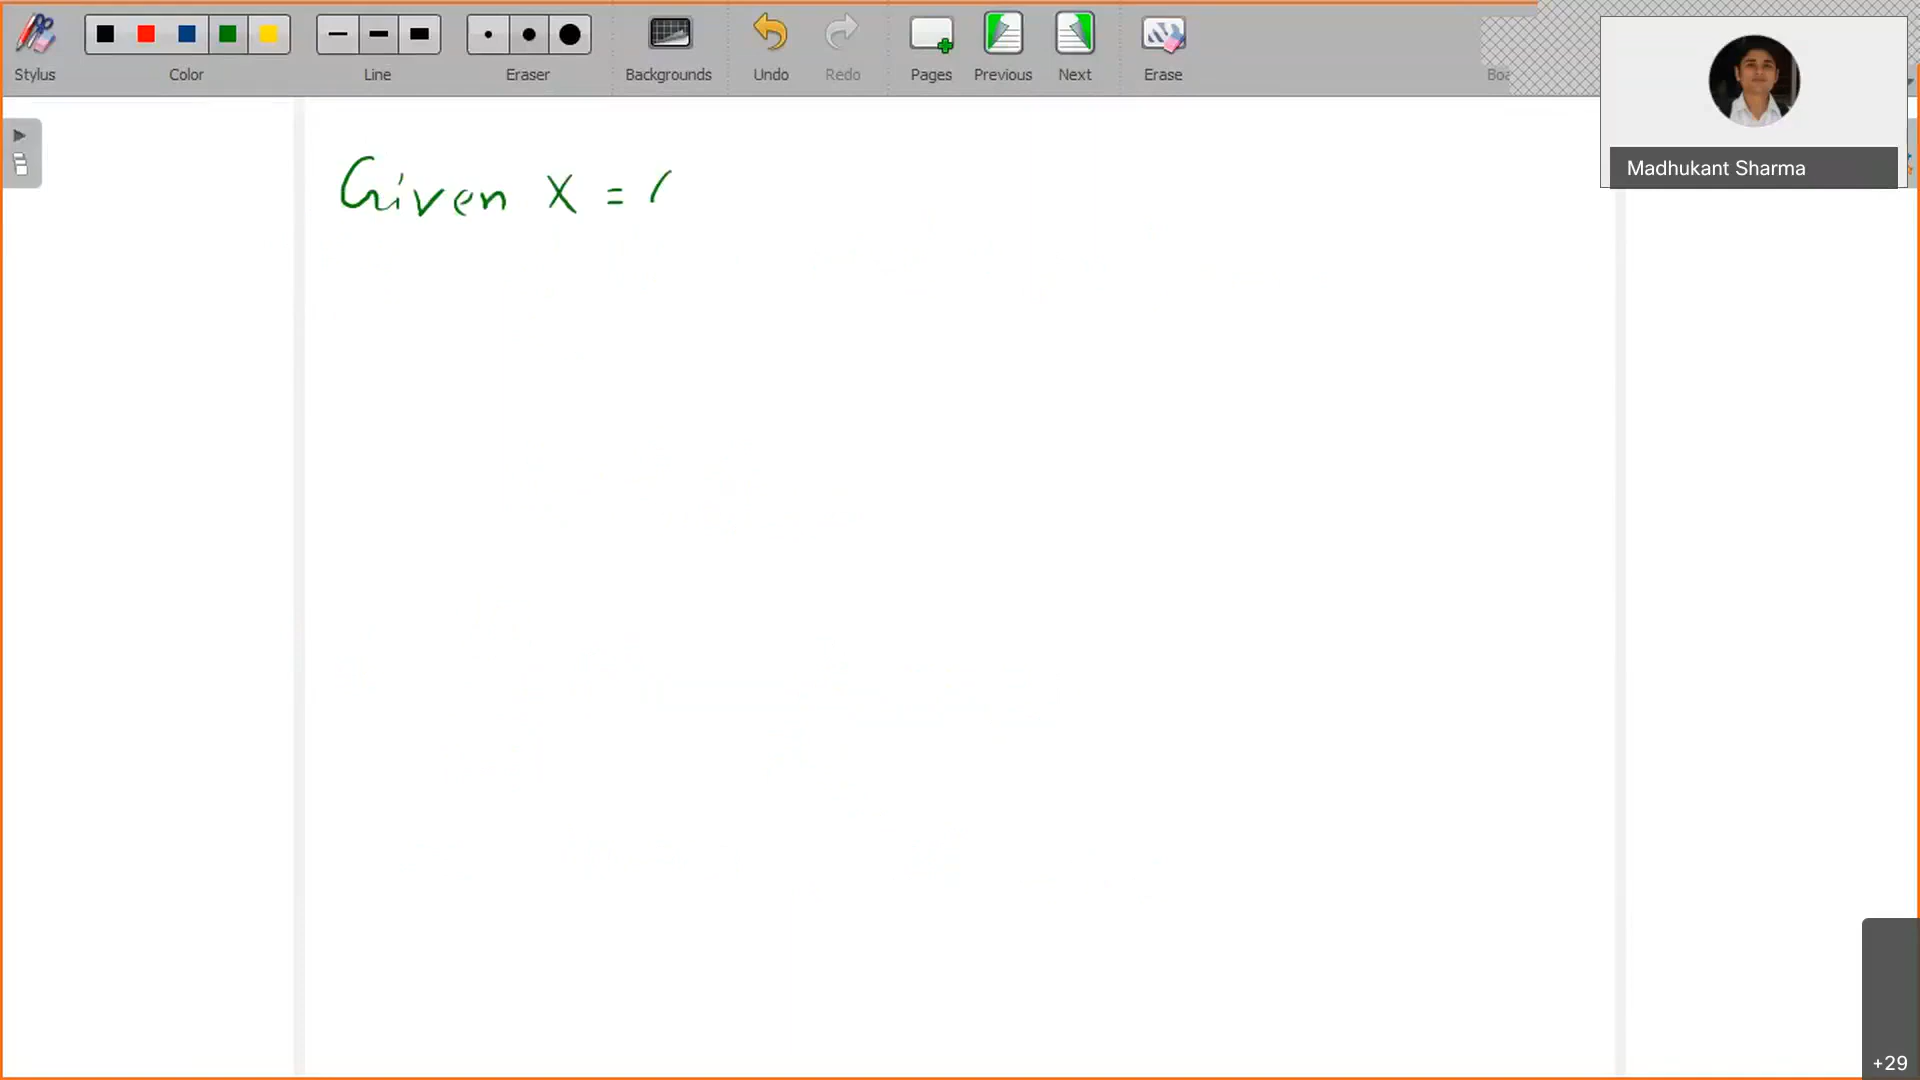 Stylus Color Line Eraser Backgrounds Undo Redo Pages Previous Next Erase
Madhukant Sharma
Given X = (
+29